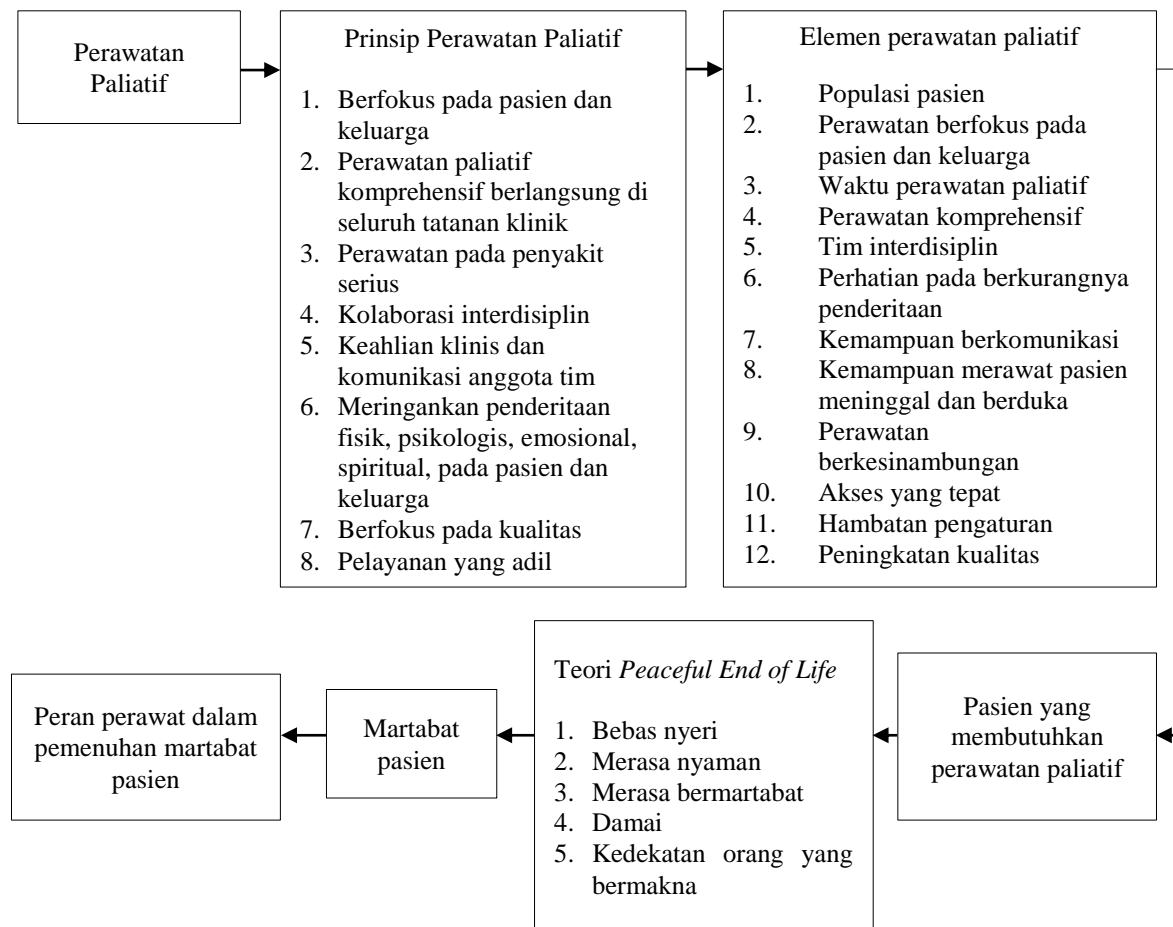 Perawatan
Paliatif
Prinsip Perawatan Paliatif
1. Berfokus pada pasien dan
keluarga
2. Perawatan paliatif
komprehensif berlangsung di
seluruh tatanan klinik
3. Perawatan pada penyakit
serius
4. Kolaborasi interdisiplin
5. Keahlian klinis dan
komunikasi anggota tim
6. Meringankan penderitaan
fisik, psikologis, emosional,
spiritual, pada pasien dan
keluarga
7. Berfokus pada kualitas
8. Pelayanan yang adil
Elemen perawatan paliatif
1. Populasi pasien
2. Perawatan berfokus pada
pasien dan keluarga
3. Waktu perawatan paliatif
4. Perawatan komprehensif
5. Tim interdisiplin
6. Perhatian pada berkurangnya
penderitaan
7. Kemampuan berkomunikasi
8. Kemampuan merawat pasien
meninggal dan berduka
9. Perawatan
berkesinambungan
10. Akses yang tepat
11. Hambatan pengaturan
12. Peningkatan kualitas
Pasien yang
membutuhkan
perawatan paliatif
Teori Peaceful End of Life
1. Bebas nyeri
2. Merasa nyaman
3. Merasa bermartabat
4. Damai
5. Kedekatan orang yang
bermakna
Martabat
pasien
Peran perawat dalam
pemenuhan martabat
pasien